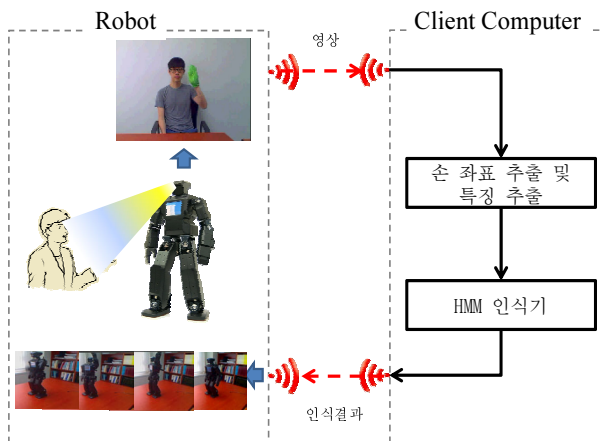 Robot
Client Computer
영상
손 좌표 추출 및
특징 추출
HMM 인식기
인식결과